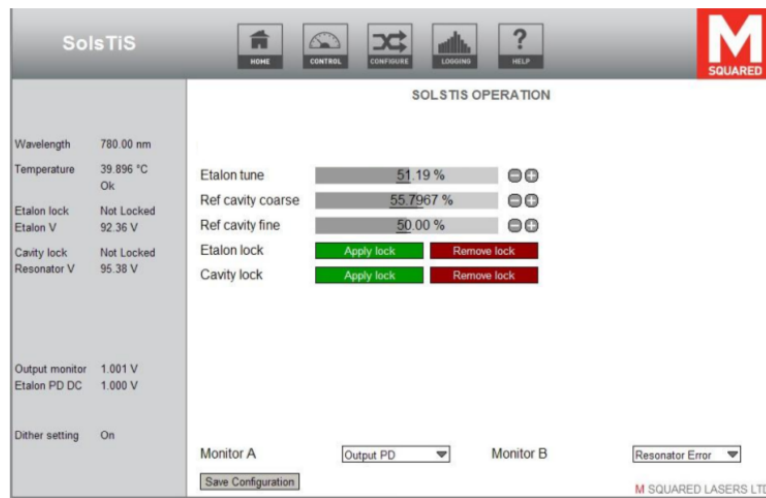 SolsTiS
HOME
CONTROL
CONFIGURE
LOGGING
?
HELP
M
SQUARED
SOLSTIS OPERATION
Wavelength 780.00 nm
Temperature 39.896 °C
Ok
Etalon lock Not Locked
Etalon V 92.36 V
Cavity lock Not Locked
Resonator V 95.38 V
Output monitor 1.001 V
Etalon PD DC 1.000 V
Dither setting On
Etalon tune 51.19 %
Ref cavity coarse 55.7967 %
Ref cavity fine 50.00 %
Etalon lock Apply lock Remove lock
Cavity lock Apply lock Remove lock
Monitor A Output PD Monitor B Resonator Error
Save Configuration
M SQUARED LASERS LTD